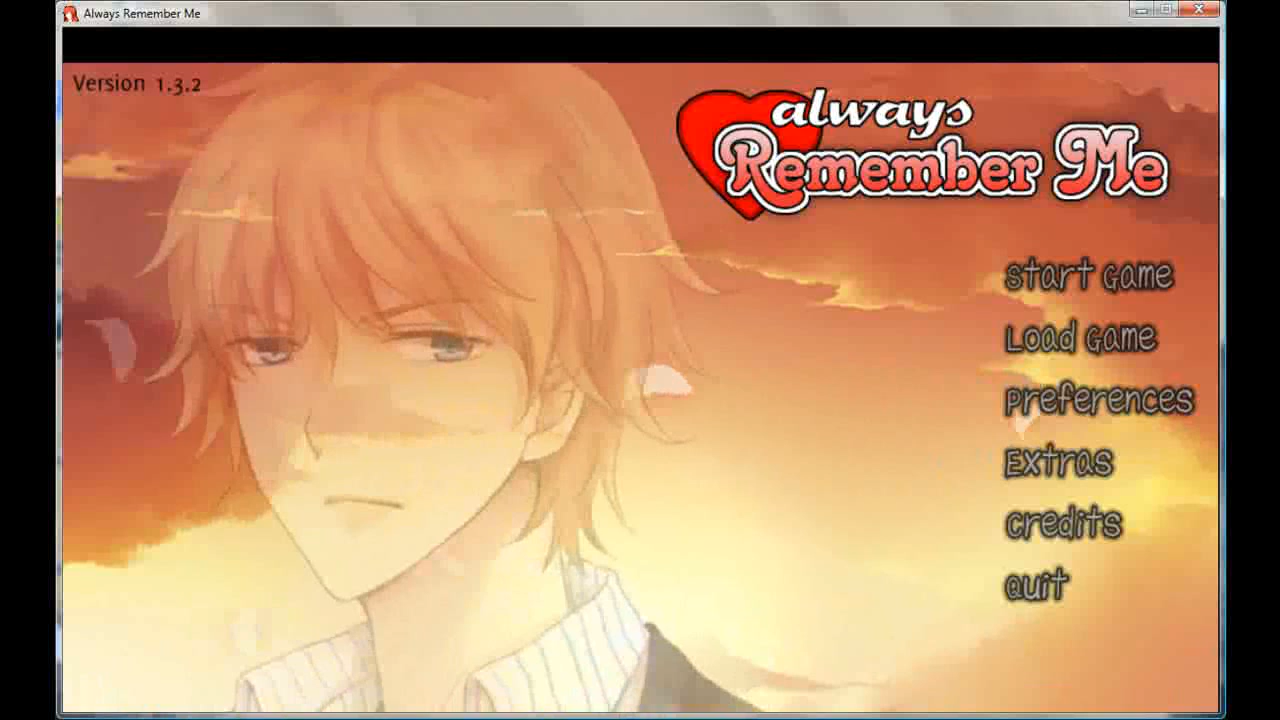 Always Remember Me
Version 1.3.2
always
Remember Me
Start Game
Load Game
Preferences
Extras
Credits
Quit